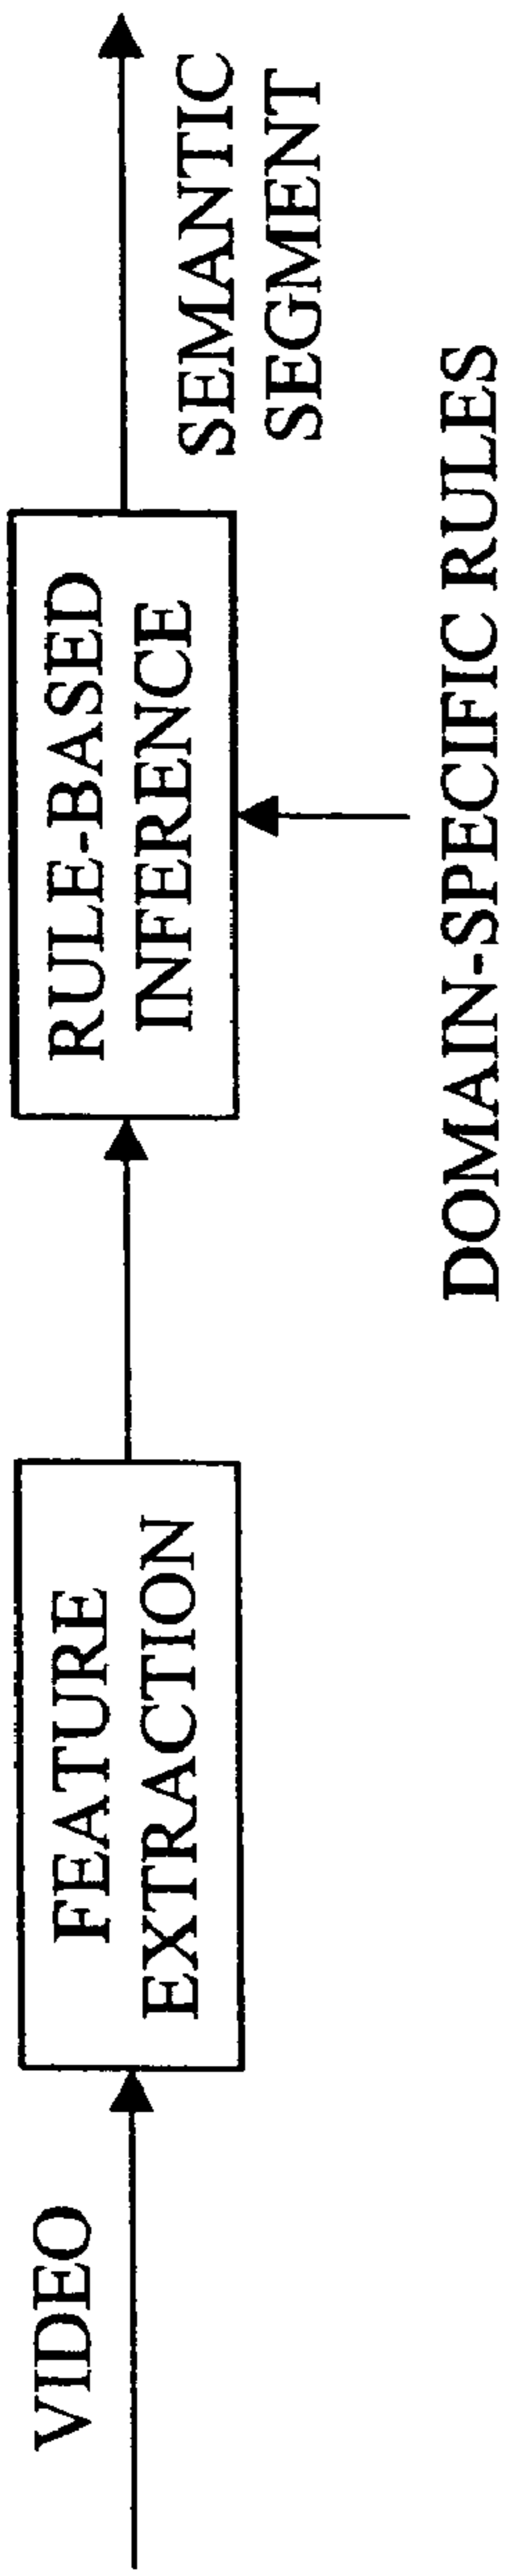 VIDEO
FEATURE
EXTRACTION
RULE-BASED
INFERENCE
SEMANTIC
SEGMENT
DOMAIN-SPECIFIC RULES